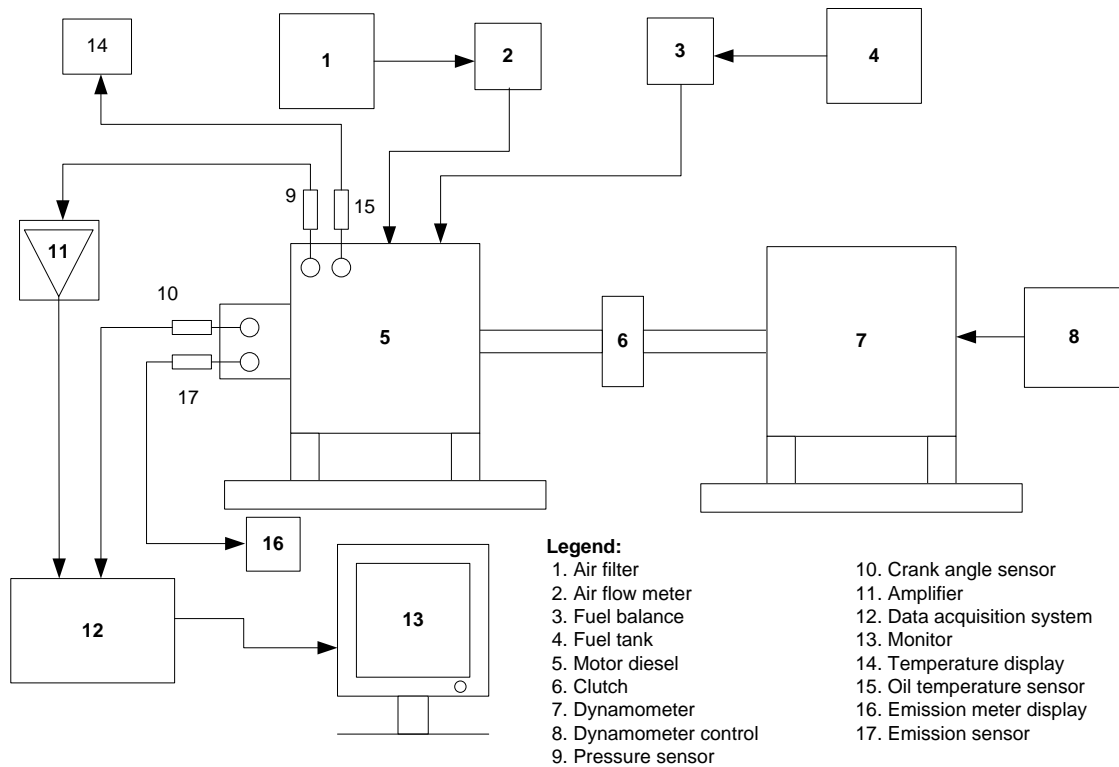 14
1
2
3
4
9
15
11
10
5
6
7
8
17
16
12
13
Legend:
1. Air filter
2. Air flow meter
3. Fuel balance
4. Fuel tank
5. Motor diesel
6. Clutch
7. Dynamometer
8. Dynamometer control
9. Pressure sensor
10. Crank angle sensor
11. Amplifier
12. Data acquisition system
13. Monitor
14. Temperature display
15. Oil temperature sensor
16. Emission meter display
17. Emission sensor